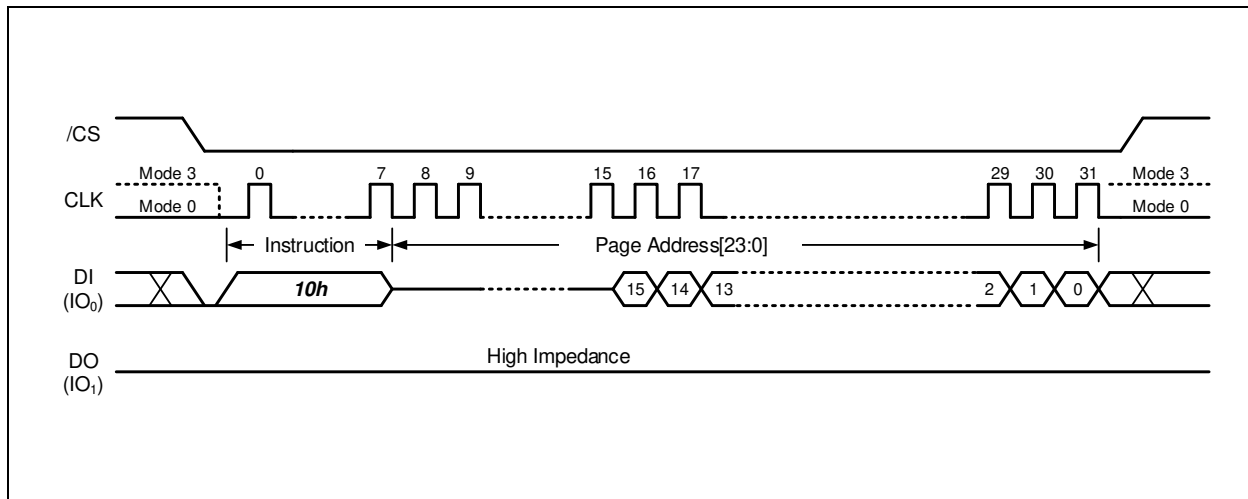 /CS
Mode 3 0 7 8 9 15 16 17 29 30 31 Mode 3
CLK
Mode 0 Mode 0
Instruction Page Address[23:0]
DI
(IO₀)
10h 15 14 13 2 1 0
High Impedance
DO
(IO₁)